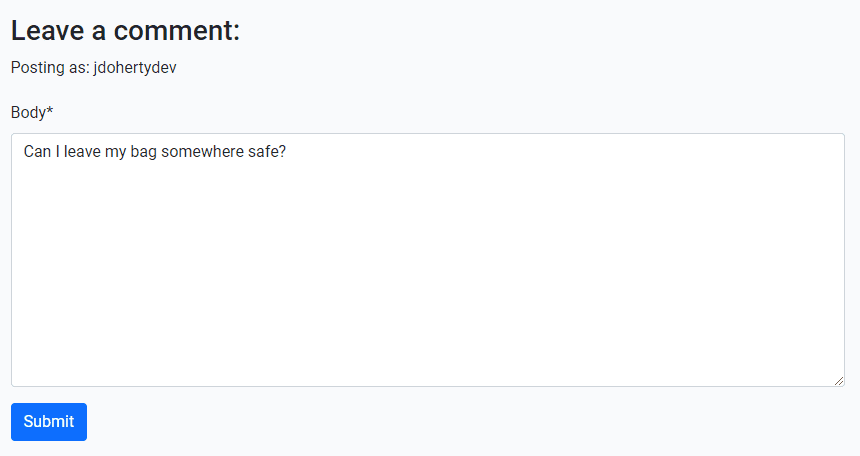 Leave a comment:
Posting as: jdohertydev
Body*
Can I leave my bag somewhere safe?
Submit